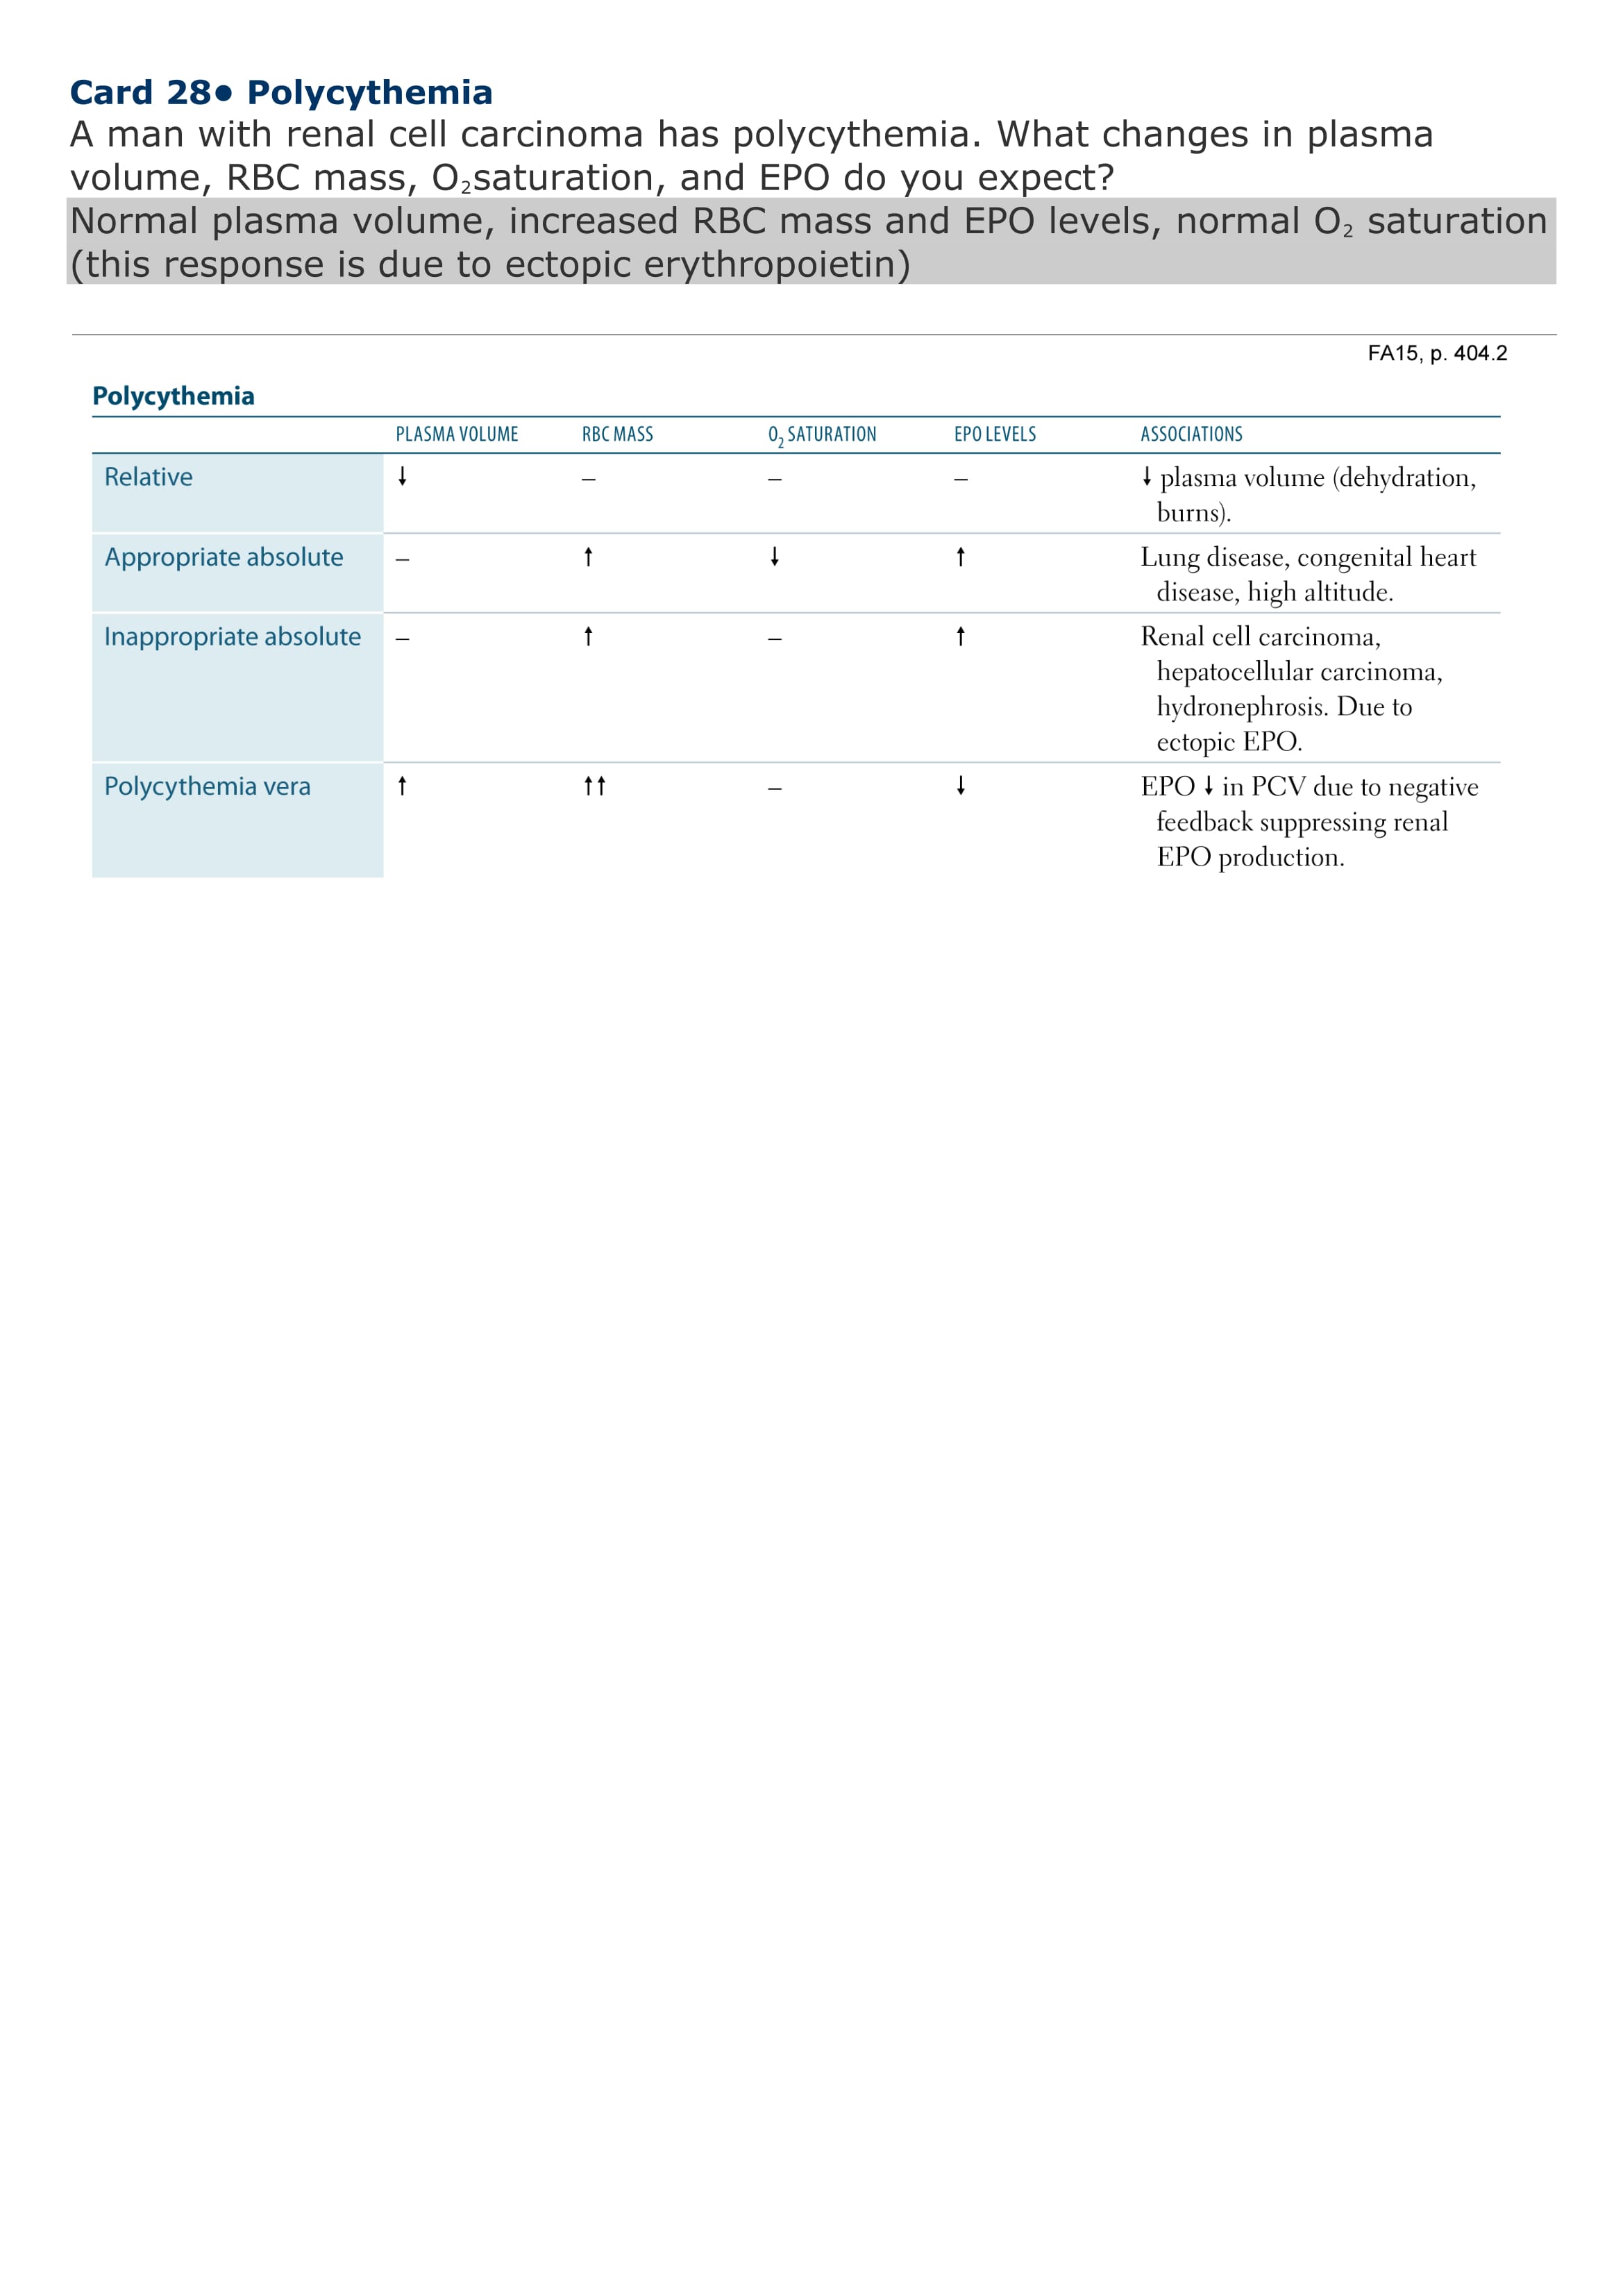 Card 28● Polycythemia
A man with renal cell carcinoma has polycythemia. What changes in plasma
volume, RBC mass, O₂saturation, and EPO do you expect?
Normal plasma volume, increased RBC mass and EPO levels, normal O₂ saturation
(this response is due to ectopic erythropoietin)
FA15, p. 404.2
Polycythemia
PLASMA VOLUME RBC MASS O₂ SATURATION EPO LEVELS ASSOCIATIONS
Relative ↓ – – – ↓ plasma volume (dehydration,
burns).
Appropriate absolute – ↑ ↓ ↑ Lung disease, congenital heart
disease, high altitude.
Inappropriate absolute – ↑ – ↑ Renal cell carcinoma,
hepatocellular carcinoma,
hydronephrosis. Due to
ectopic EPO.
Polycythemia vera ↑ ↑↑ – ↓ EPO ↓ in PCV due to negative
feedback suppressing renal
EPO production.